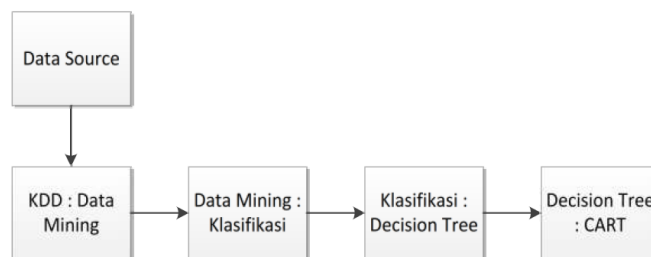 Data Source
KDD : Data
Mining
Data Mining :
Klasifikasi
Klasifikasi :
Decision Tree
Decision Tree
: CART